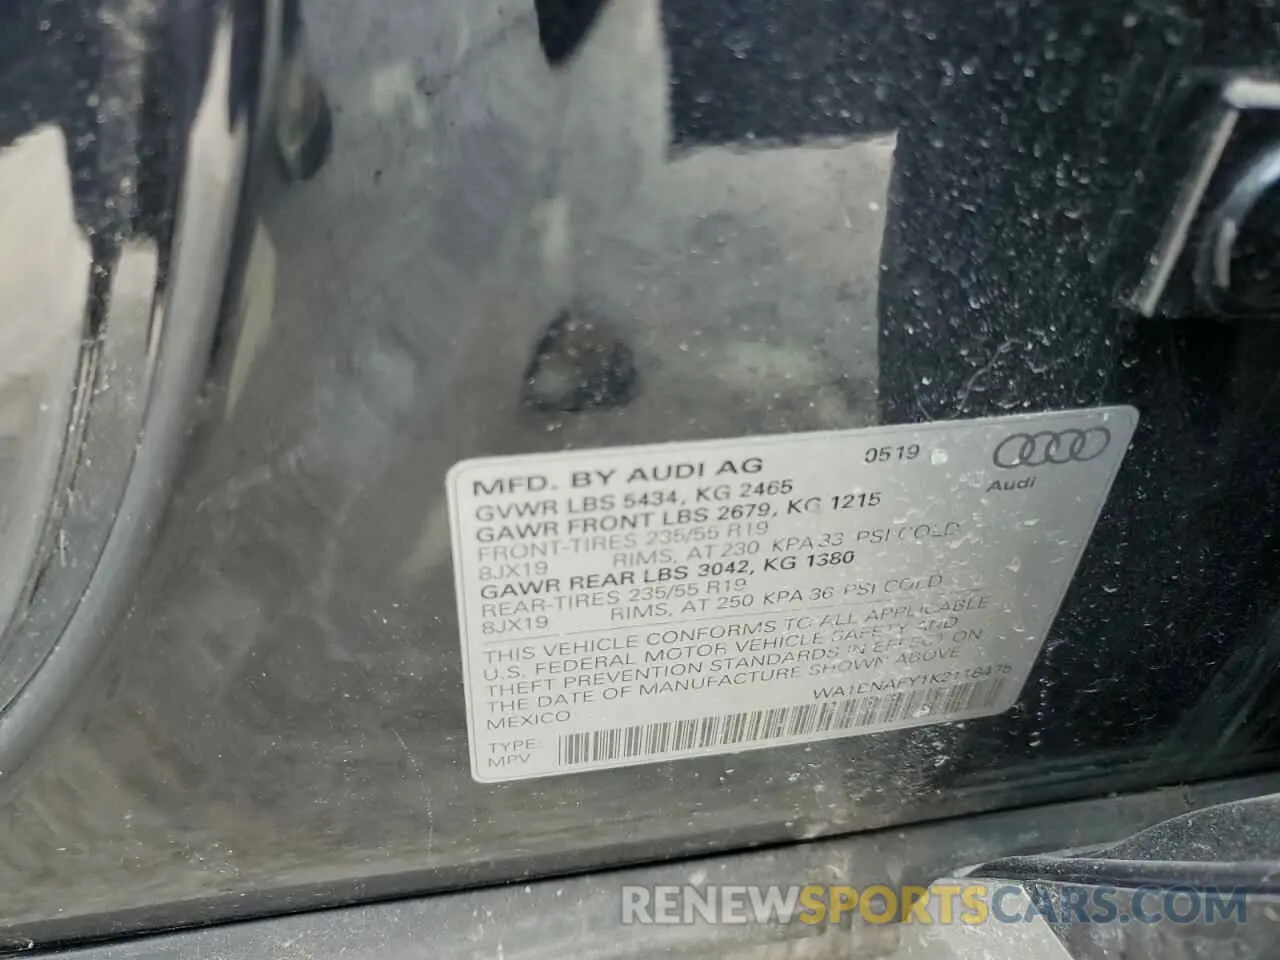 MFD. BY AUDI AG 0519
Audi
GVWR LBS 5434, KG 2465
GAWR FRONT LBS 2679, KG 1215
FRONT-TIRES 235/55 R19
8JX19 RIMS, AT 230 KPA 33 PSI COLD
GAWR REAR LBS 3042, KG 1380
REAR-TIRES 235/55 R19
8JX19 RIMS, AT 250 KPA 36 PSI COLD
THIS VEHICLE CONFORMS TO ALL APPLICABLE
U.S. FEDERAL MOTOR VEHICLE SAFETY AND
THEFT PREVENTION STANDARDS IN EFFECT ON
THE DATE OF MANUFACTURE SHOWN ABOVE
MEXICO
TYPE:
MPV
RENEWSPORTSCARS.COM